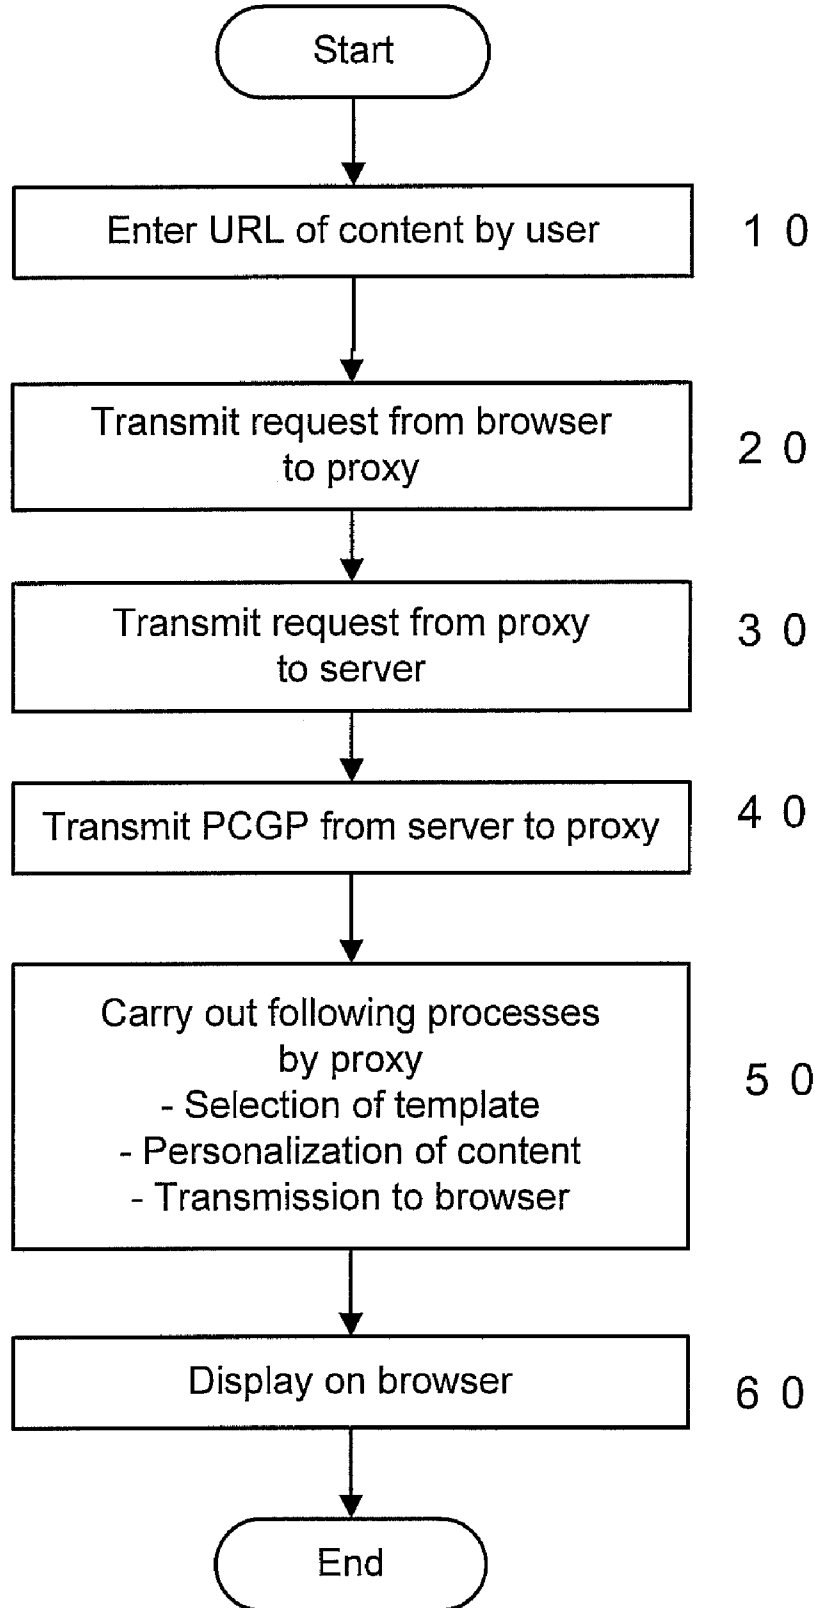 Start
Enter URL of content by user
1 0
Transmit request from browser
to proxy
2 0
Transmit request from proxy
to server
3 0
Transmit PCGP from server to proxy
4 0
Carry out following processes
by proxy
- Selection of template
- Personalization of content
- Transmission to browser
5 0
Display on browser
6 0
End